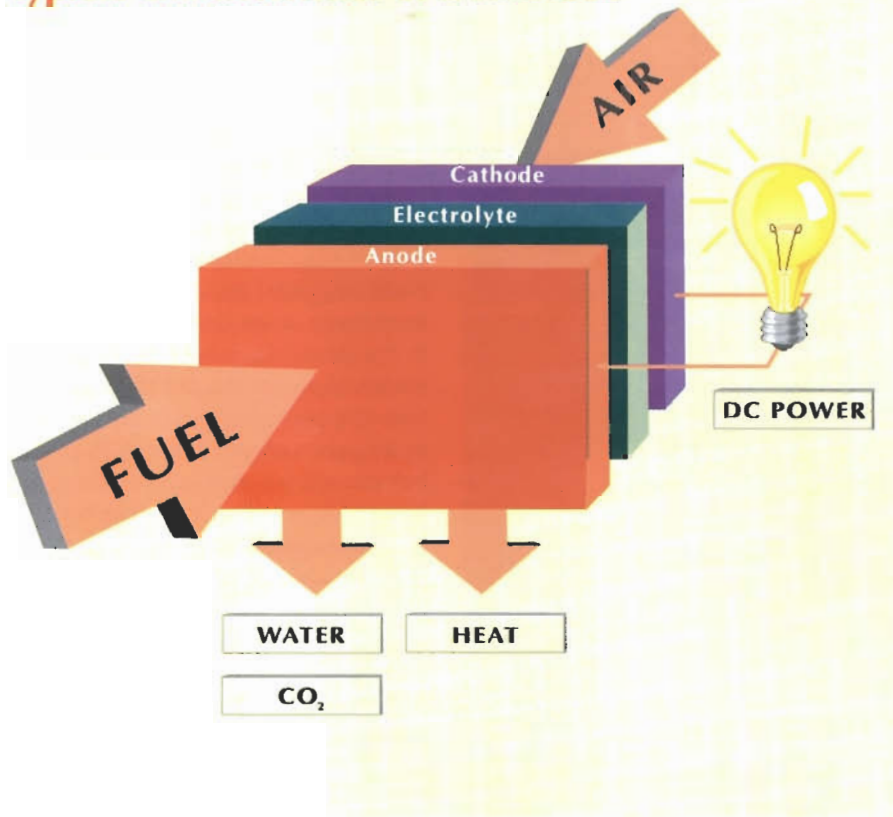 AIR
Cathode
Electrolyte
Anode
DC POWER
FUEL
WATER
HEAT
CO₂